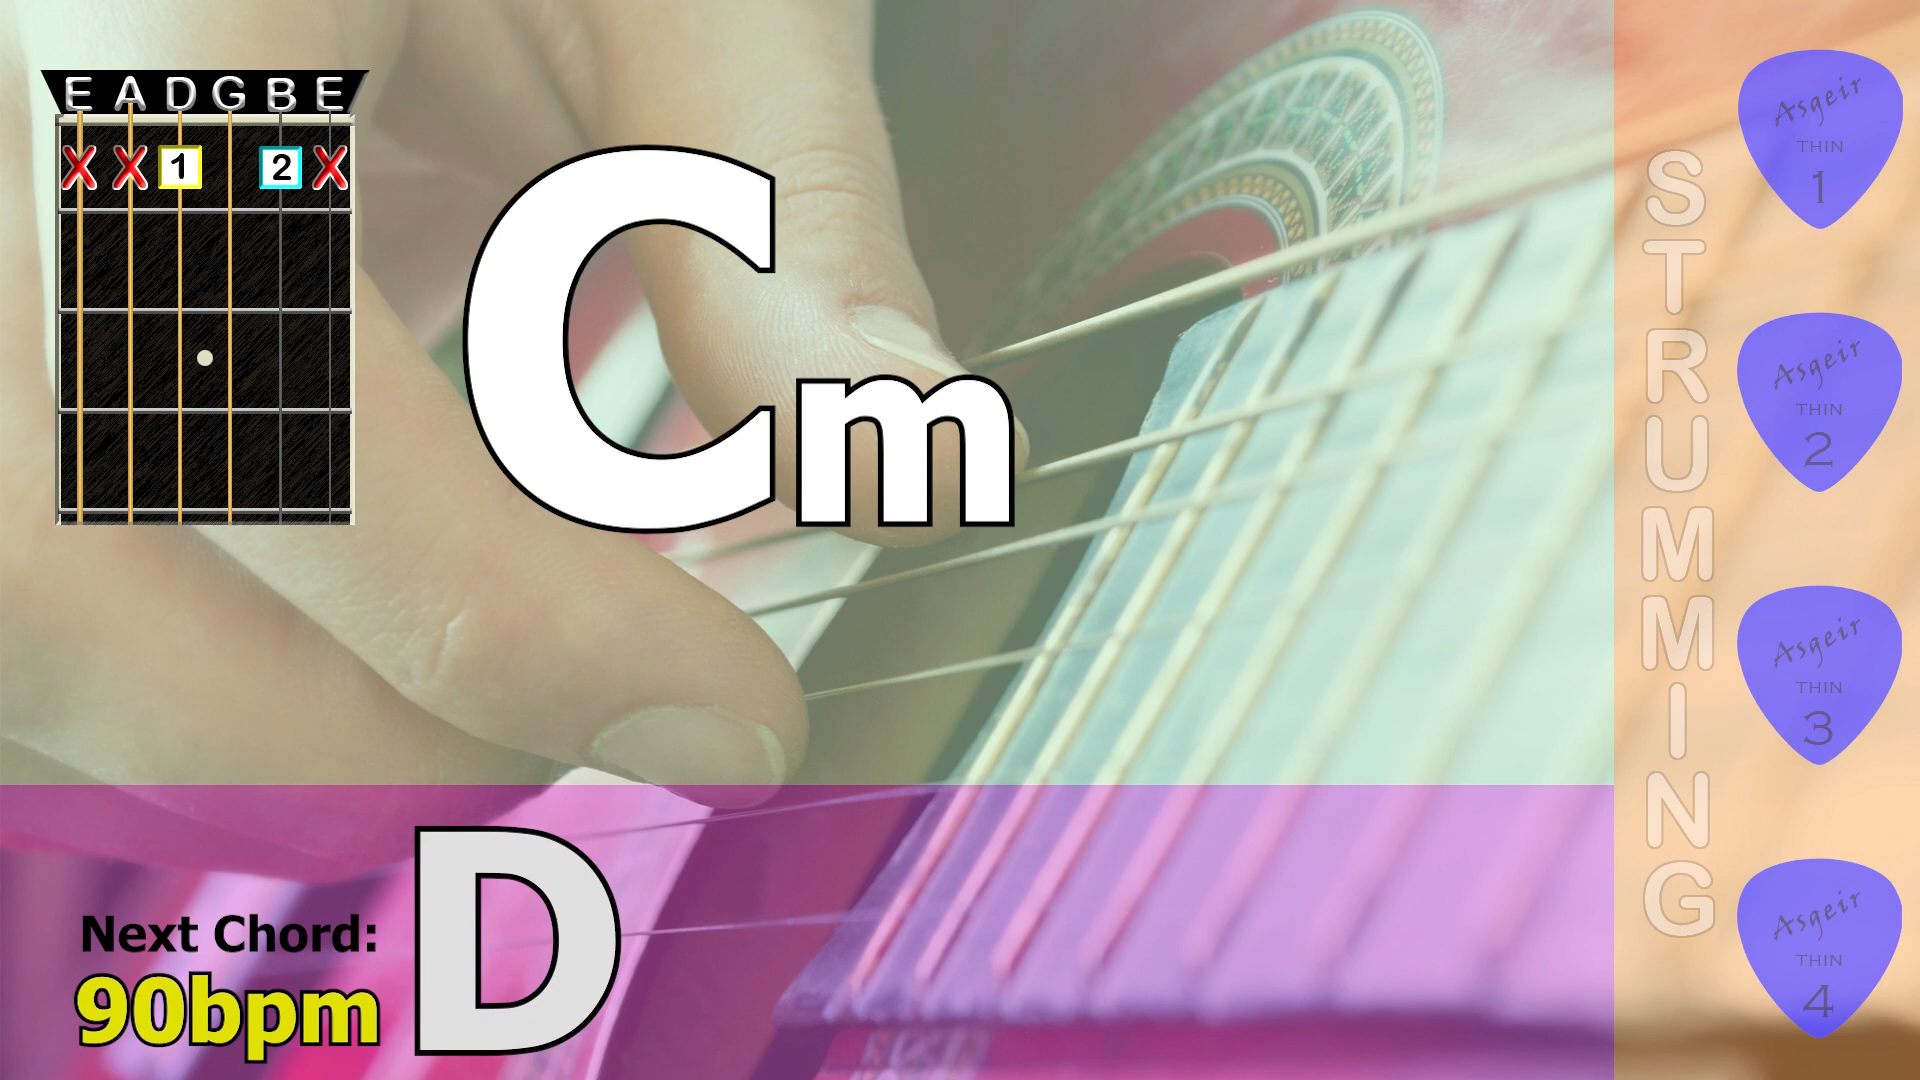 E A D G B E
X X 1 2 X
Cm
Next Chord:
90bpm
D
STRUMMING
Asgeir
THIN
1
Asgeir
THIN
2
Asgeir
THIN
3
Asgeir
THIN
4